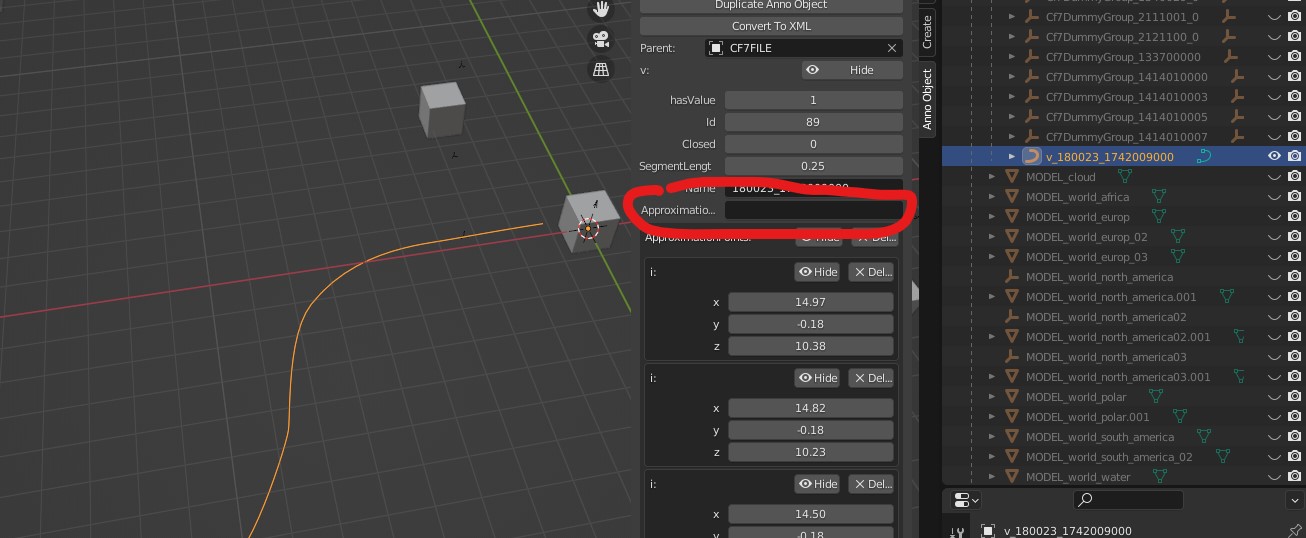 Duplicate Anno Object
Convert To XML
Parent: CF7FILE
v: Hide
hasValue 1
Id 89
Closed 0
SegmentLengt 0.25
Name
Approximatio...
ApproximationPoints: Hide Del...
i: Hide Del...
x 14.97
y -0.18
z 10.38
i: Hide Del...
x 14.82
y -0.18
z 10.23
i: Hide Del...
x 14.50
y -0.18
Create
Anno Object
Cf7DummyGroup_2111001_0
Cf7DummyGroup_2121100_0
Cf7DummyGroup_133700000
Cf7DummyGroup_1414010000
Cf7DummyGroup_1414010003
Cf7DummyGroup_1414010005
Cf7DummyGroup_1414010007
v_180023_1742009000
MODEL_cloud
MODEL_world_africa
MODEL_world_europ
MODEL_world_europ_02
MODEL_world_europ_03
MODEL_world_north_america
MODEL_world_north_america.001
MODEL_world_north_america02
MODEL_world_north_america02.001
MODEL_world_north_america03
MODEL_world_north_america03.001
MODEL_world_polar
MODEL_world_polar.001
MODEL_world_south_america
MODEL_world_south_america_02
MODEL_world_water
v_180023_1742009000